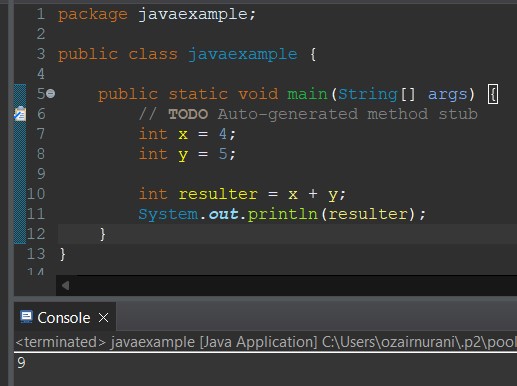 1 package javaexample;
2
3 public class javaexample {
4
5 public static void main(String[] args) {
6 // TODO Auto-generated method stub
7 int x = 4;
8 int y = 5;
9
10 int resulter = x + y;
11 System.out.println(resulter);
12 }
13 }
14
Console
<terminated> javaexample [Java Application] C:\Users\ozairnurani\.p2\pool
9